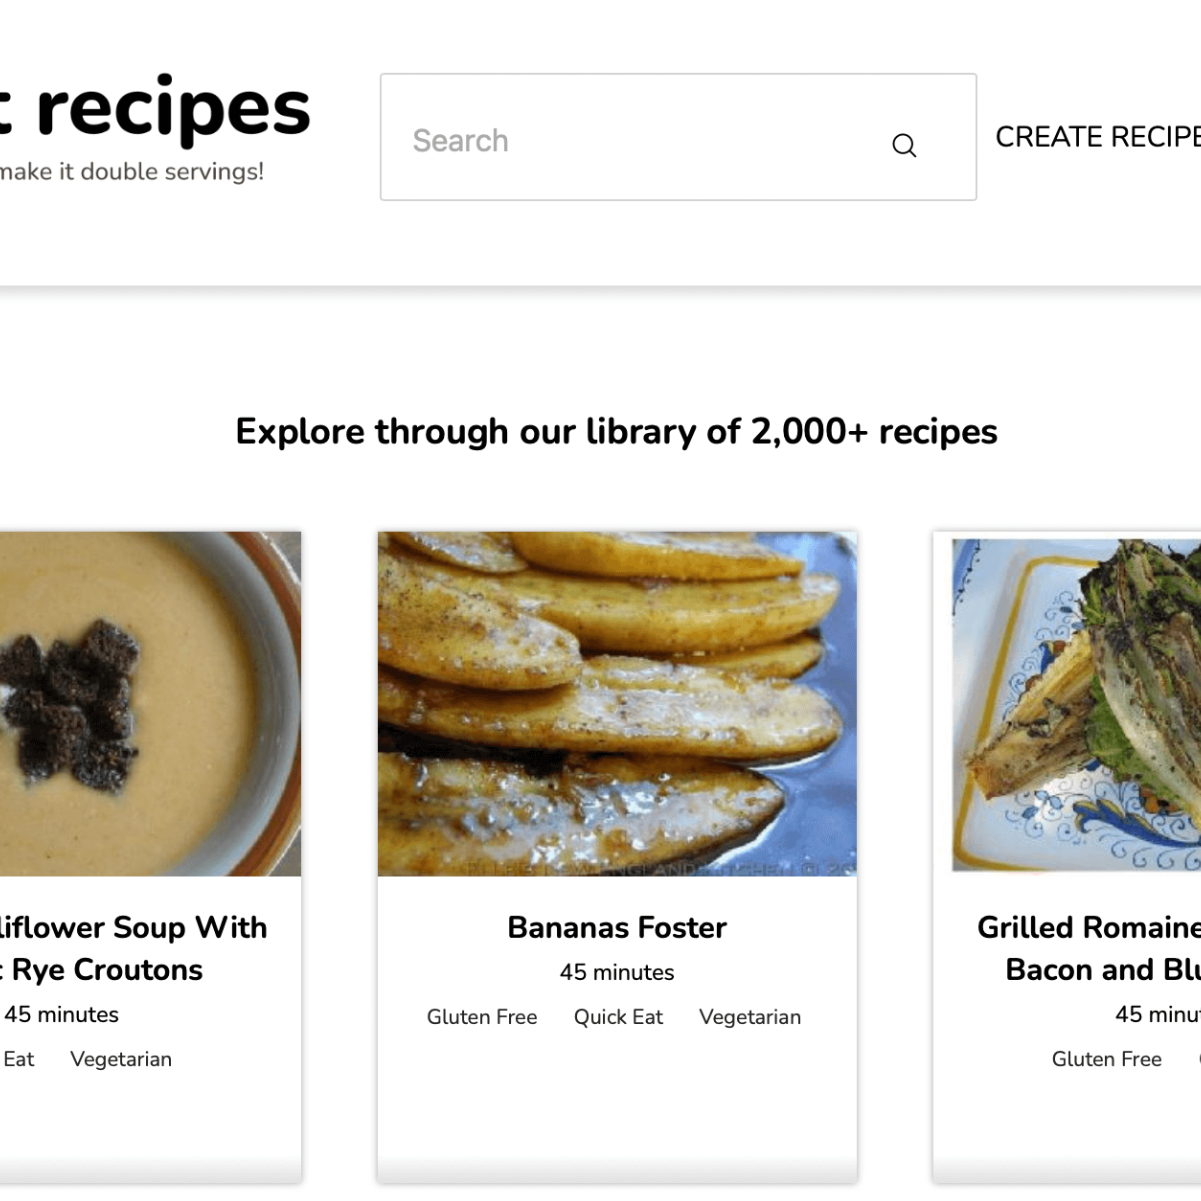 t recipes
make it double servings!
Search
CREATE RECIPE
Explore through our library of 2,000+ recipes
liflower Soup With
c Rye Croutons
45 minutes
Eat Vegetarian
Bananas Foster
45 minutes
Gluten Free Quick Eat Vegetarian
Grilled Romaine
Bacon and Blu
45 minu
Gluten Free